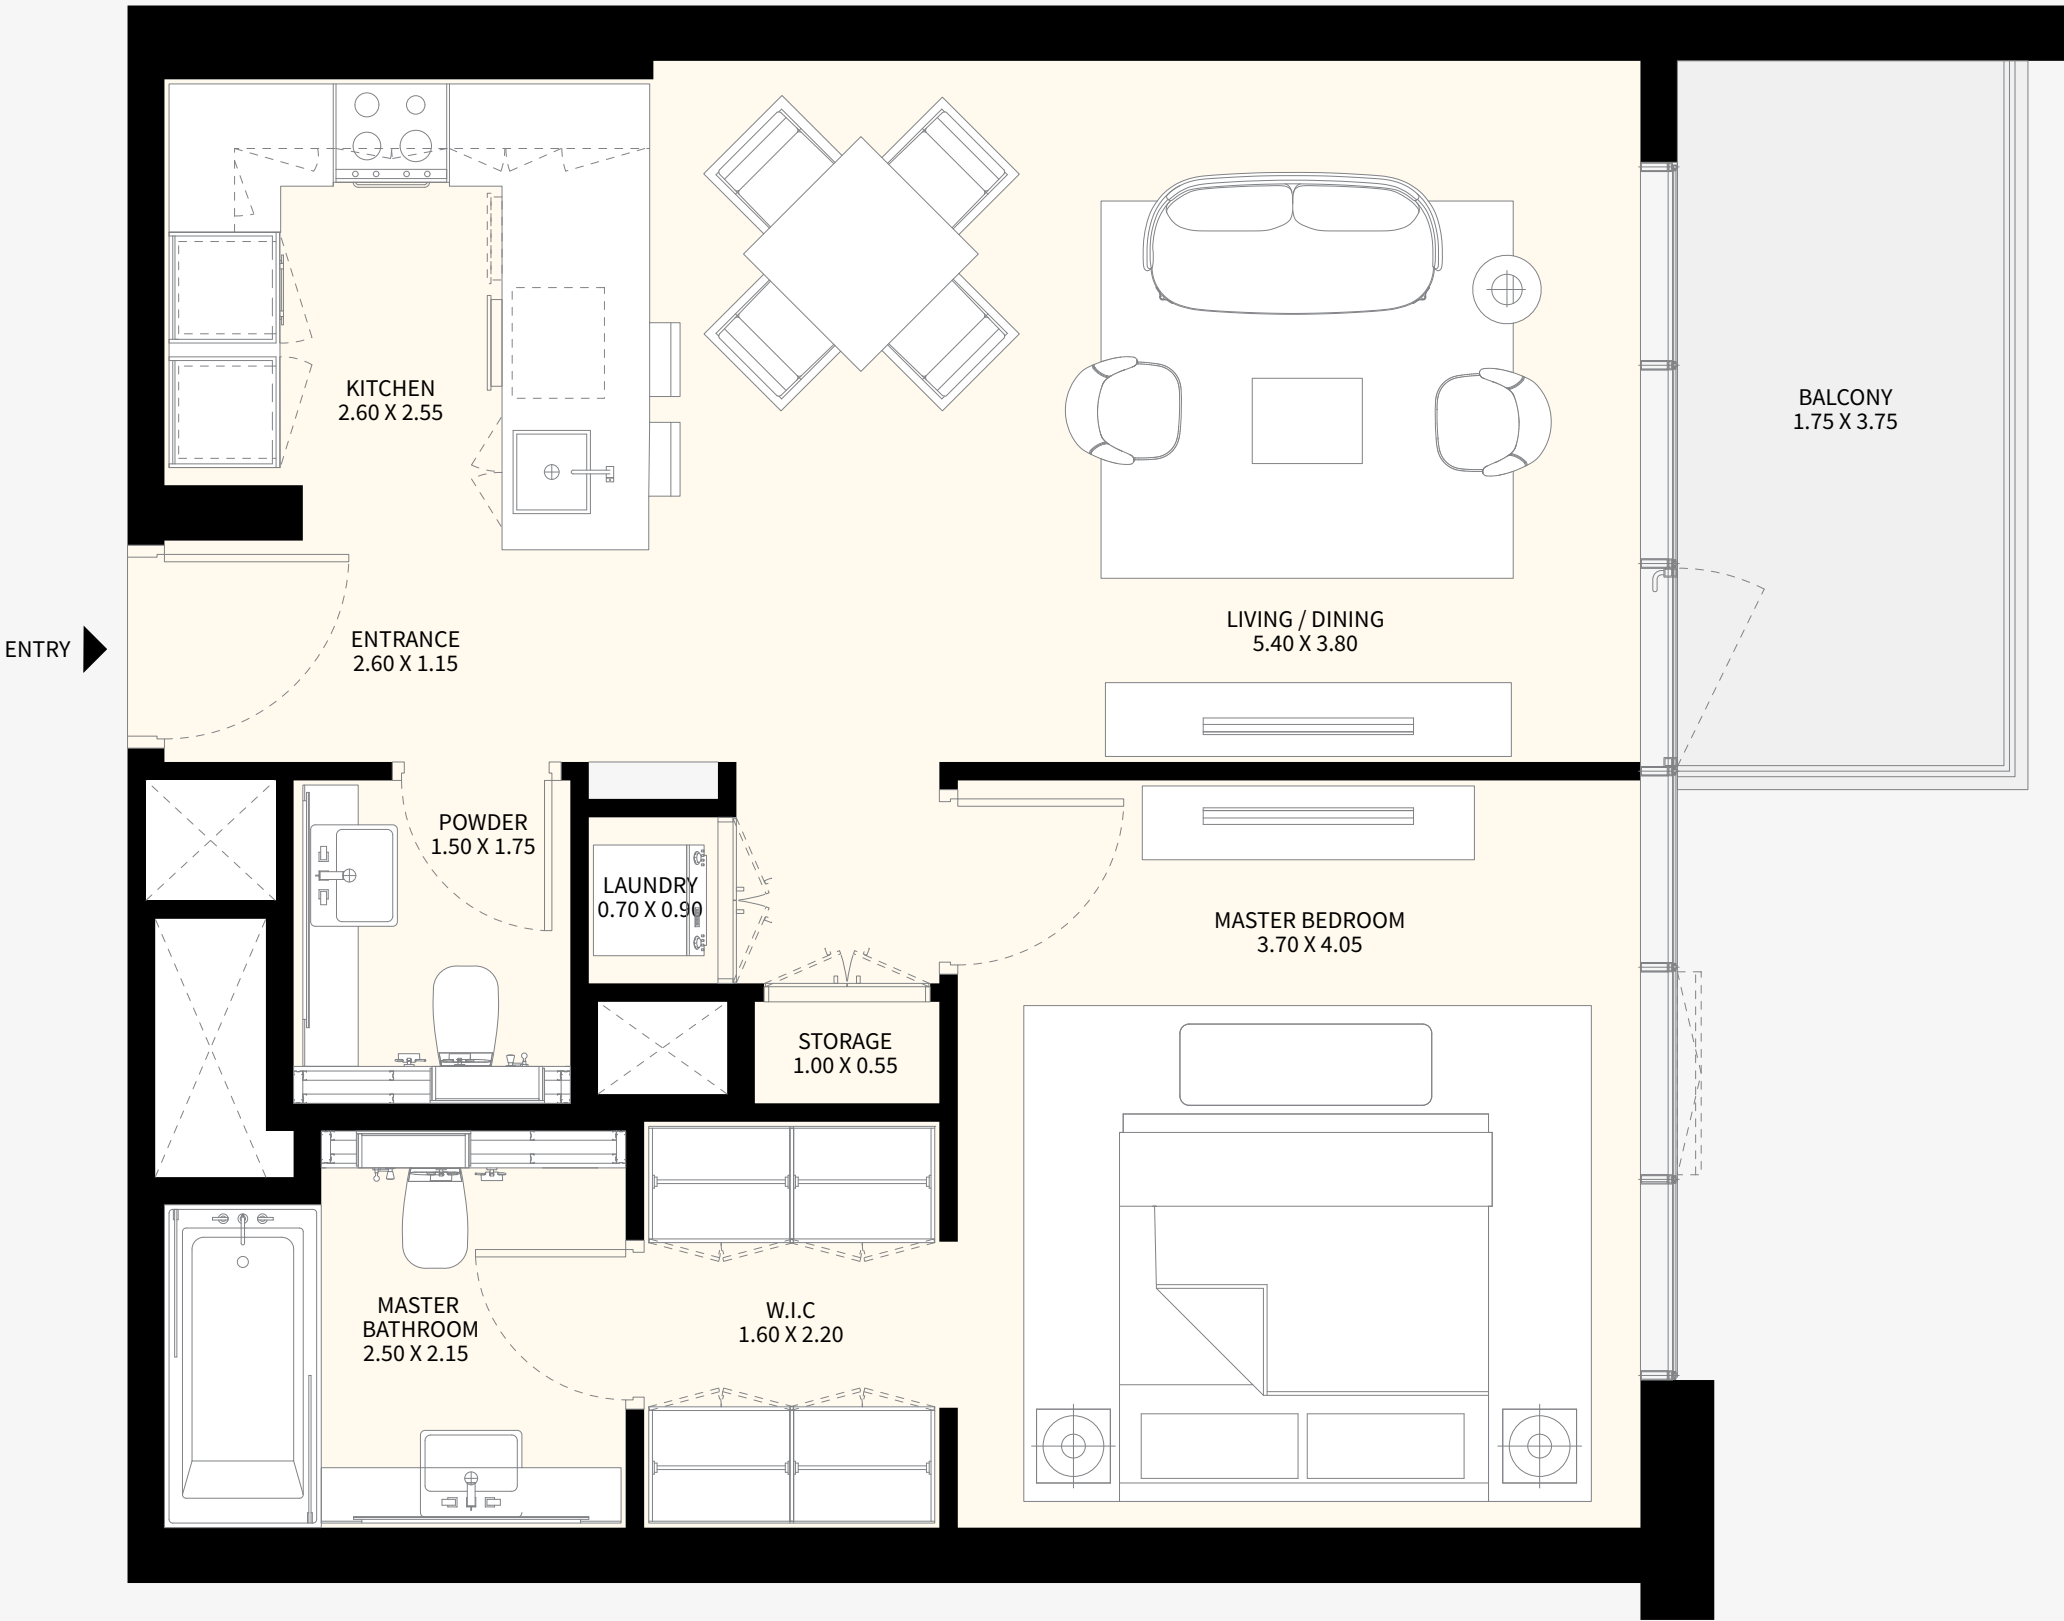 KITCHEN
2.60 X 2.55
BALCONY
1.75 X 3.75
ENTRY
ENTRANCE
2.60 X 1.15
LIVING / DINING
5.40 X 3.80
POWDER
1.50 X 1.75
LAUNDRY
0.70 X 0.90
MASTER BEDROOM
3.70 X 4.05
STORAGE
1.00 X 0.55
MASTER
BATHROOM
2.50 X 2.15
W.I.C
1.60 X 2.20